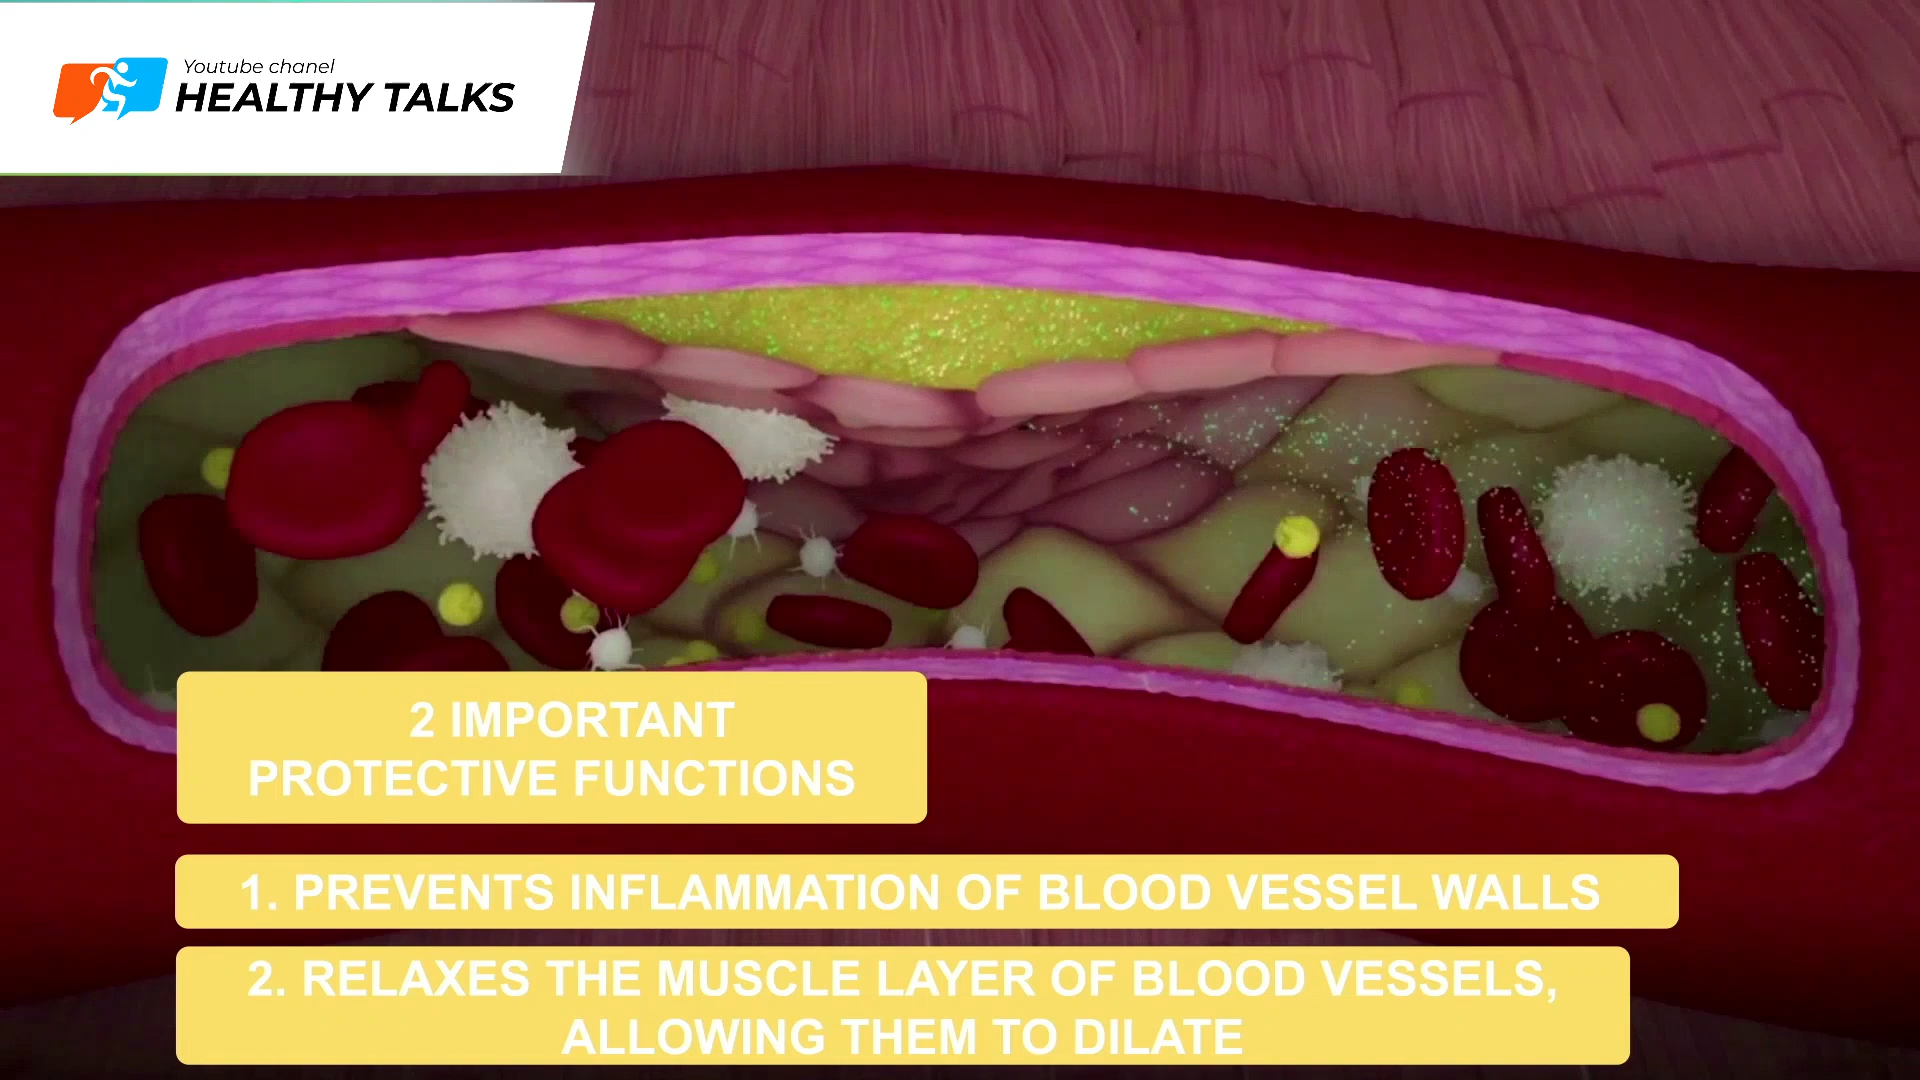 Youtube chanel
HEALTHY TALKS
2 IMPORTANT
PROTECTIVE FUNCTIONS
1. PREVENTS INFLAMMATION OF BLOOD VESSEL WALLS
2. RELAXES THE MUSCLE LAYER OF BLOOD VESSELS,
ALLOWING THEM TO DILATE